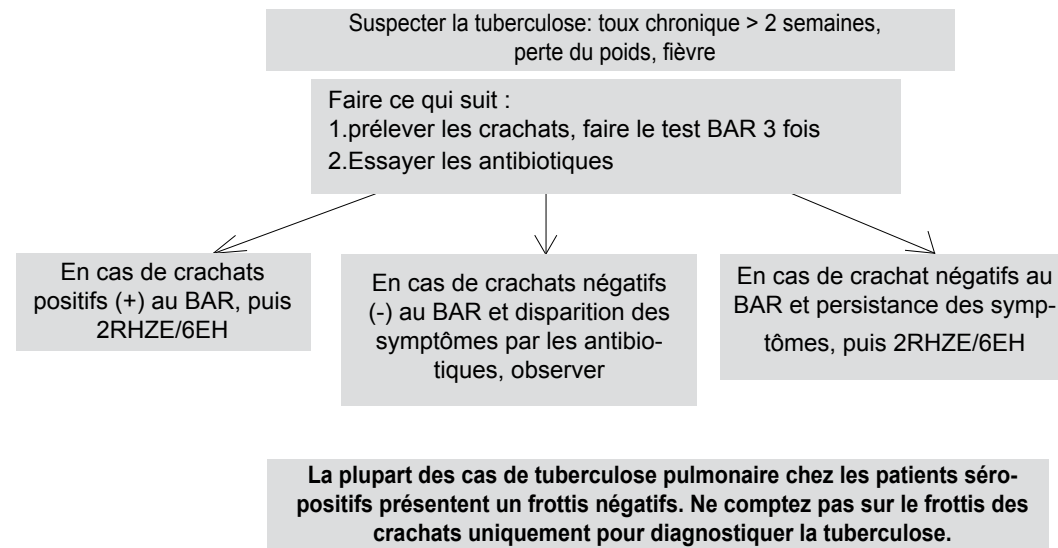 Suspecter la tuberculose: toux chronique > 2 semaines,
perte du poids, fièvre
Faire ce qui suit :
1.prélever les crachats, faire le test BAR 3 fois
2.Essayer les antibiotiques
En cas de crachats
positifs (+) au BAR, puis
2RHZE/6EH
En cas de crachats négatifs
(-) au BAR et disparition des
symptômes par les antibio-
tiques, observer
En cas de crachat négatifs au
BAR et persistance des symp-
tômes, puis 2RHZE/6EH
La plupart des cas de tuberculose pulmonaire chez les patients séro-
positifs présentent un frottis négatifs. Ne comptez pas sur le frottis des
crachats uniquement pour diagnostiquer la tuberculose.